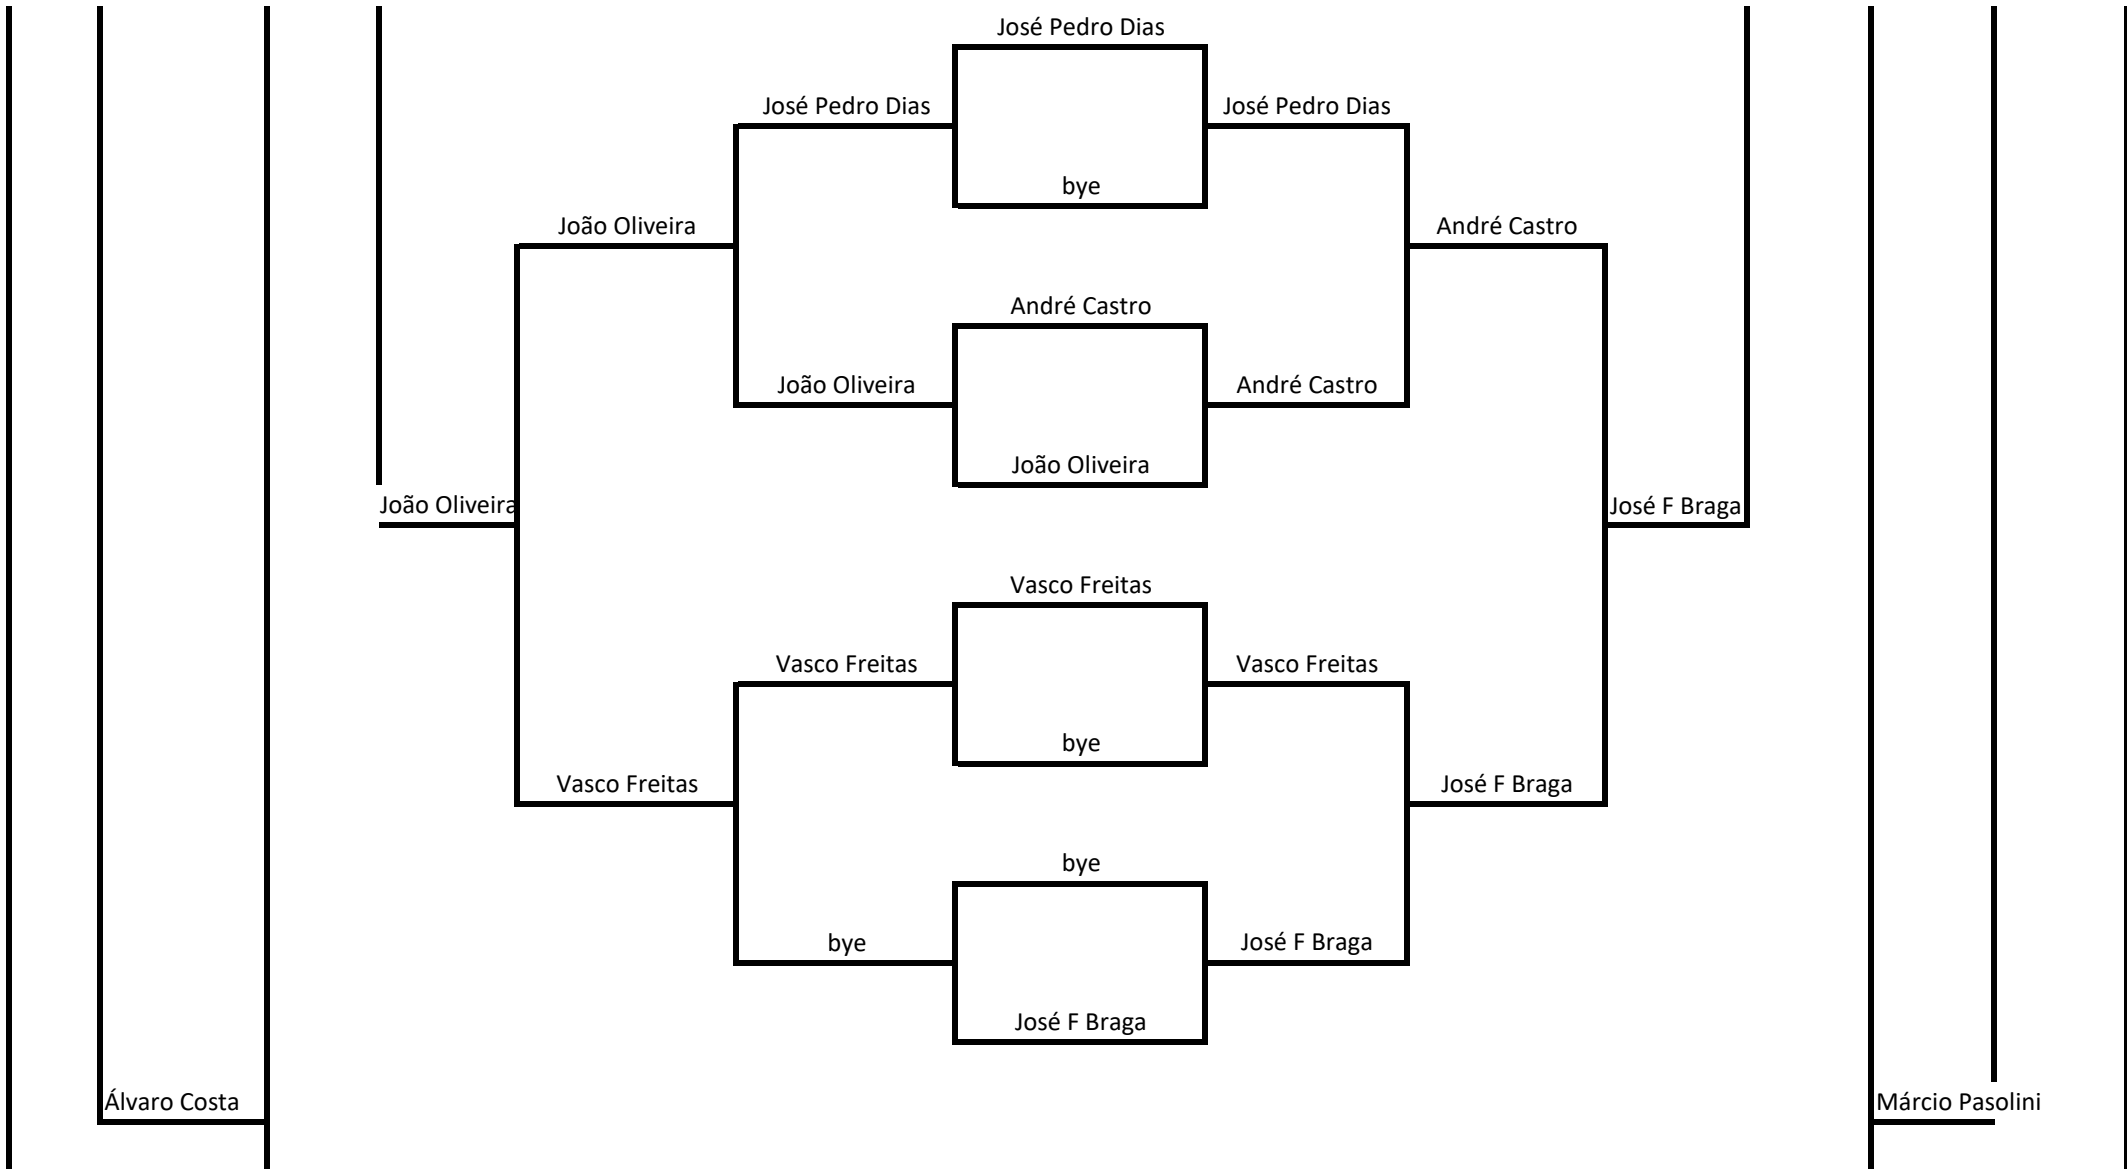 José Pedro Dias
José Pedro Dias
José Pedro Dias
bye
João Oliveira
André Castro
André Castro
João Oliveira
André Castro
João Oliveira
João Oliveira
José F Braga
Vasco Freitas
Vasco Freitas
Vasco Freitas
bye
Vasco Freitas
José F Braga
bye
bye
José F Braga
José F Braga
Álvaro Costa
Márcio Pasolini